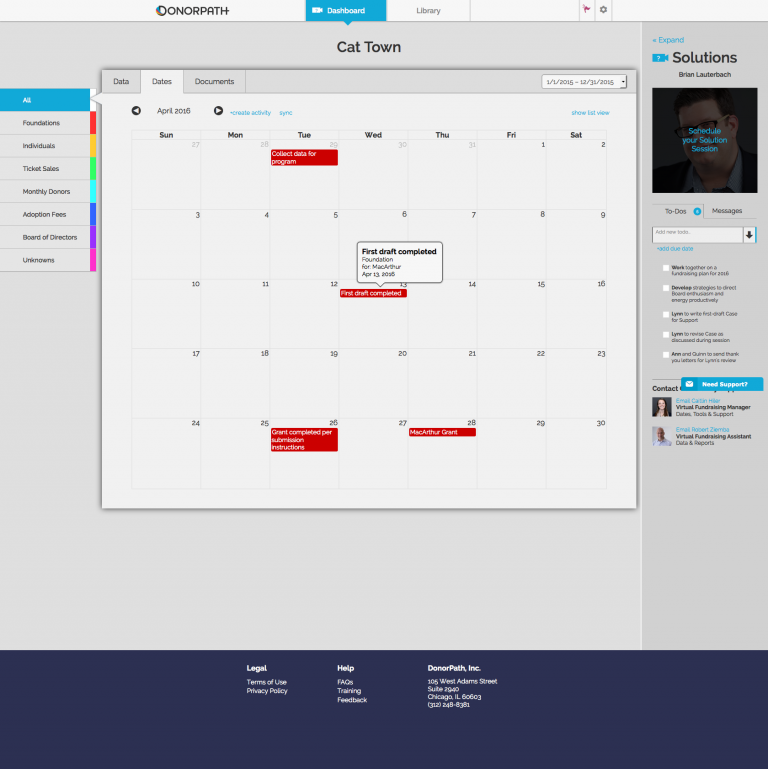 DONORPATH
Dashboard
Library
Cat Town
« Expand
? Solutions
Brian Lauterbach
Schedule
your Solution
Session
All
Foundations
Individuals
Ticket Sales
Monthly Donors
Adoption Fees
Board of Directors
Unknowns
Data
Dates
Documents
1/1/2015 – 12/31/2015
April 2016
+create activity
sync
show list view
Sun Mon Tue Wed Thu Fri Sat
27 28 29 30 31 1 2
Collect data for
program
3 4 5 6 7 8 9
First draft completed
Foundation
for: MacArthur
Apr 13, 2016
10 11 12 13 14 15 16
First draft completed
17 18 19 20 21 22 23
24 25 26 27 28 29 30
Grant completed per
submission
instructions
MacArthur Grant
To-Dos
Messages
Add new todo...
+add due date
Work together on a
fundraising plan for 2016
Develop strategies to direct
Board enthusiasm and
energy productively
Lynn to write first-draft Case
for Support
Lynn to revise Case as
discussed during session
Ann and Quinn to send thank
you letters for Lynn's review
Need Support?
Contact
Email Caitlin Hiler
Virtual Fundraising Manager
Dates, Tools & Support
Email Robert Ziemba
Virtual Fundraising Assistant
Data & Reports
Legal
Terms of Use
Privacy Policy
Help
FAQs
Training
Feedback
DonorPath, Inc.
105 West Adams Street
Suite 2940
Chicago, IL 60603
(312) 248-8381